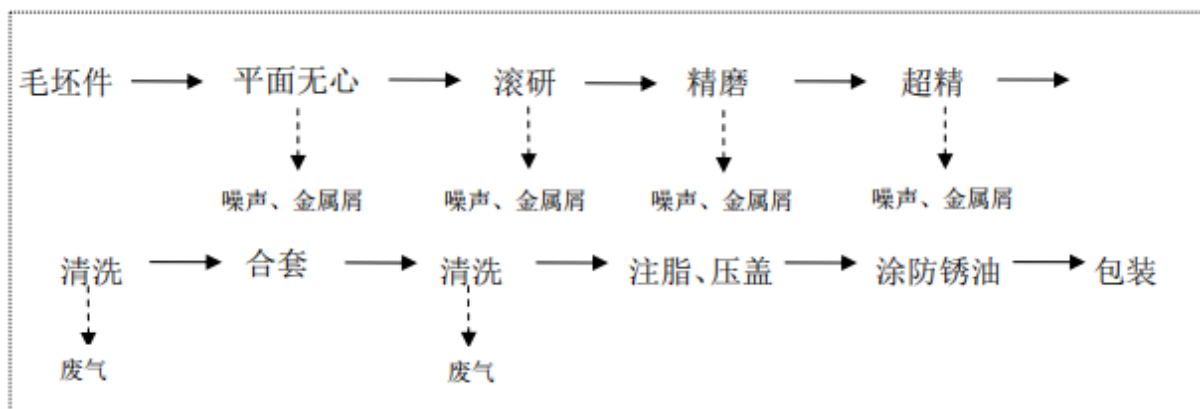 毛坯件 平面无心 滚研 精磨 超精
噪声、金属屑 噪声、金属屑 噪声、金属屑 噪声、金属屑
清洗 合套 清洗 注脂、压盖 涂防锈油 包装
废气 废气